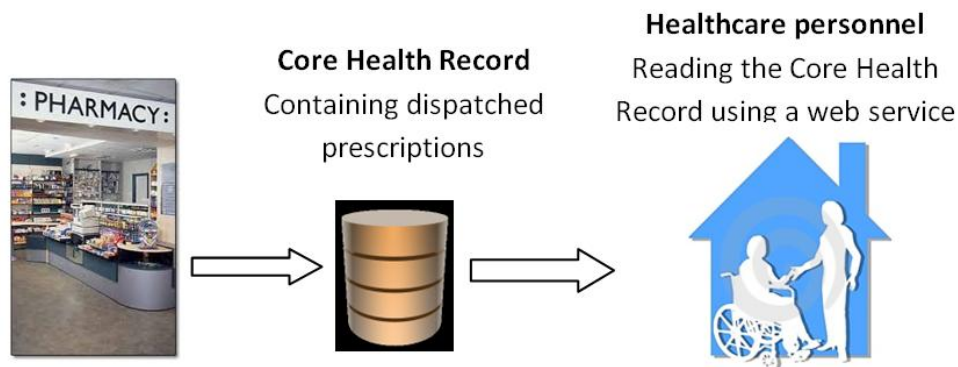 : PHARMACY:
Core Health Record
Containing dispatched
prescriptions
Healthcare personnel
Reading the Core Health
Record using a web service